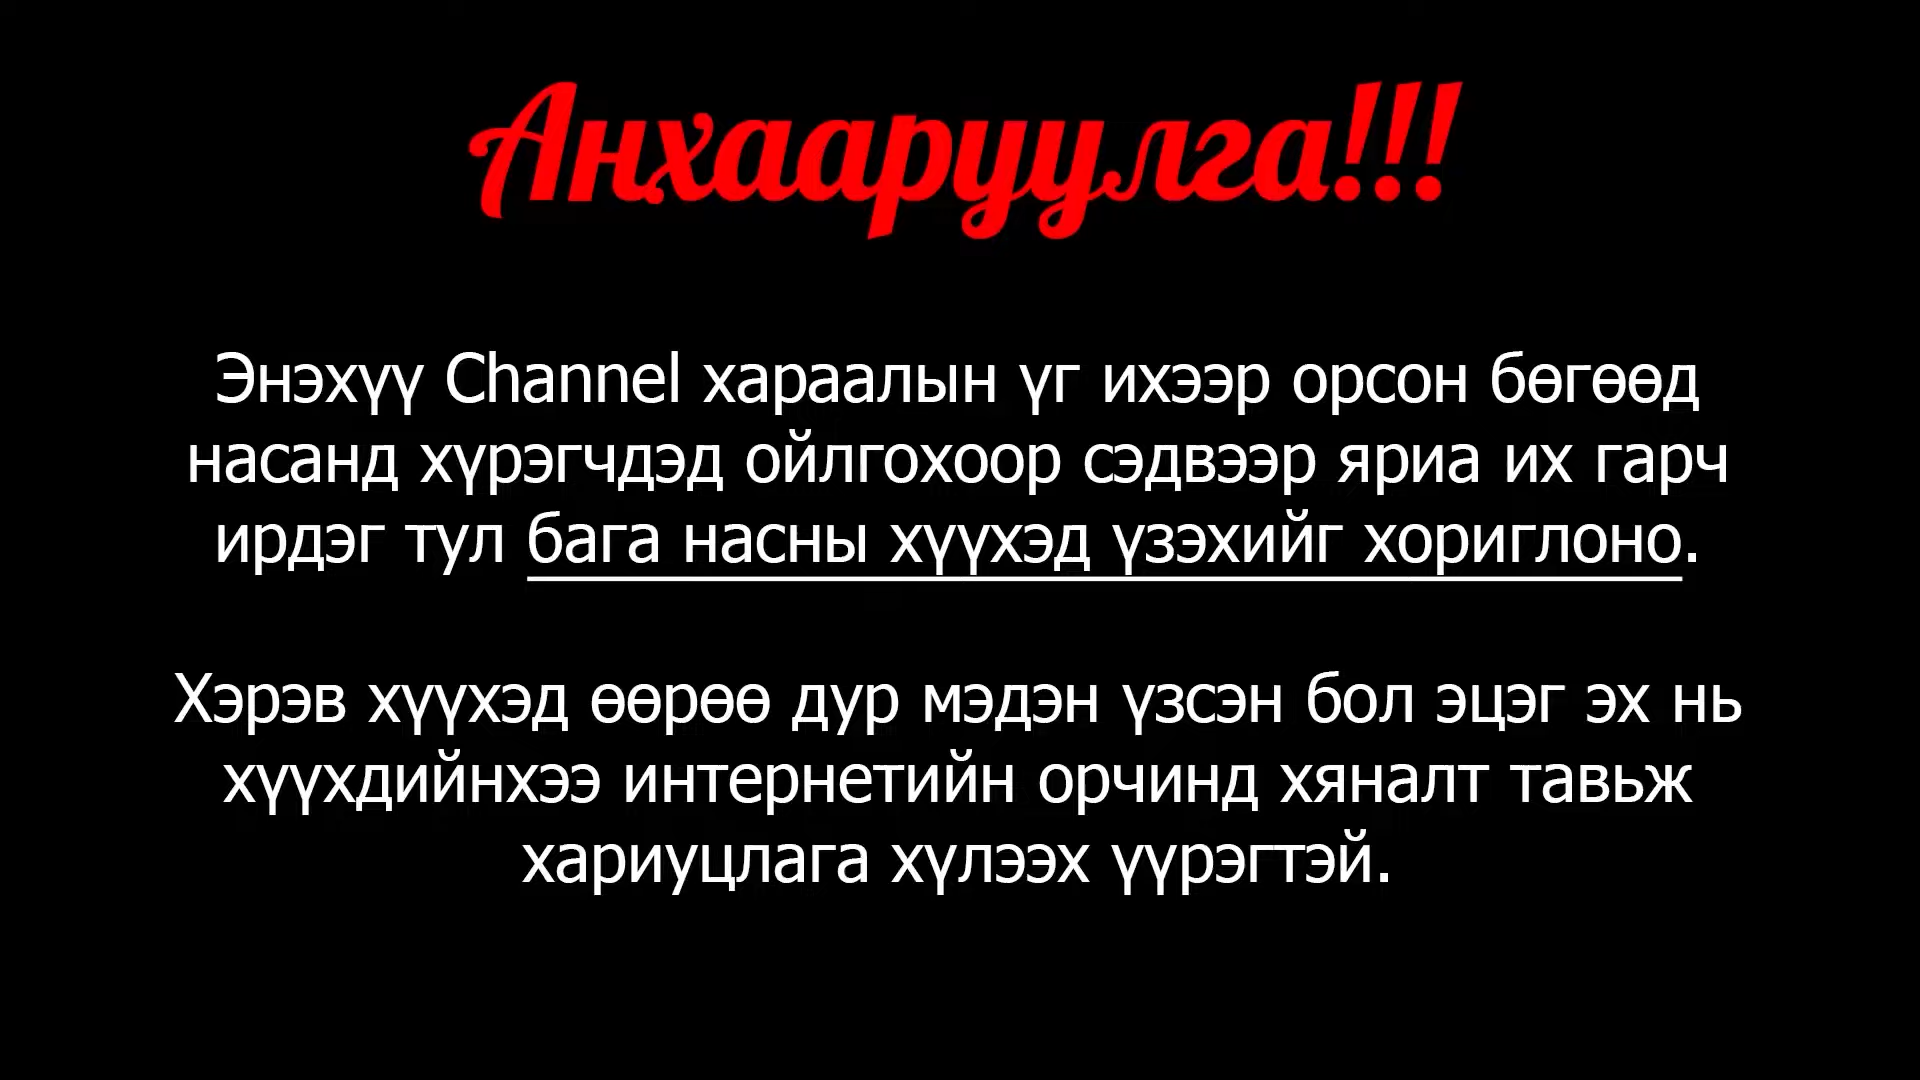 Анхааруулга!!!
Энэхүү Channel хараалын үг ихээр орсон бөгөөд
насанд хүрэгчдэд ойлгохоор сэдвээр яриа их гарч
ирдэг тул бага насны хүүхэд үзэхийг хориглоно.
Хэрэв хүүхэд өөрөө дур мэдэн үзсэн бол эцэг эх нь
хүүхдийнхээ интернетийн орчинд хяналт тавьж
хариуцлага хүлээх үүрэгтэй.